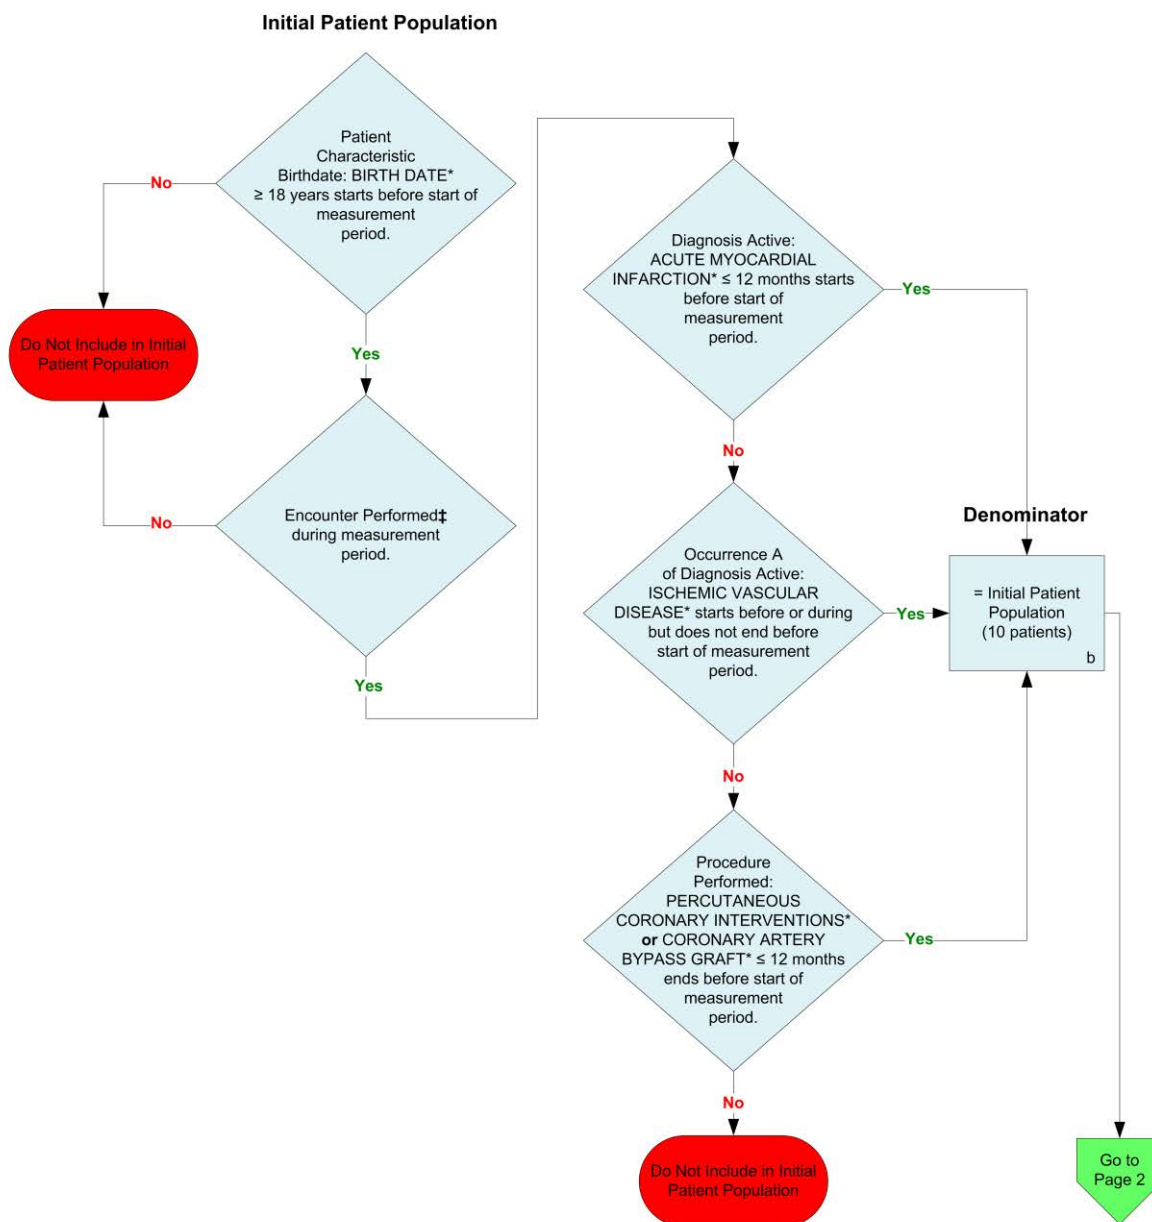 Initial Patient Population
Patient
Characteristic
Birthdate: BIRTH DATE*
≥ 18 years starts before start of
measurement
period.
No
Do Not Include in Initial
Patient Population
Yes
Encounter Performed‡
during measurement
period.
No
Yes
Diagnosis Active:
ACUTE MYOCARDIAL
INFARCTION* ≤ 12 months starts
before start of
measurement
period.
Yes
No
Occurrence A
of Diagnosis Active:
ISCHEMIC VASCULAR
DISEASE* starts before or during
but does not end before
start of measurement
period.
Yes
Denominator
= Initial Patient
Population
(10 patients)
b
No
Procedure
Performed:
PERCUTANEOUS
CORONARY INTERVENTIONS*
or CORONARY ARTERY
BYPASS GRAFT* ≤ 12 months
ends before start of
measurement
period.
Yes
No
Do Not Include in Initial
Patient Population
Go to
Page 2